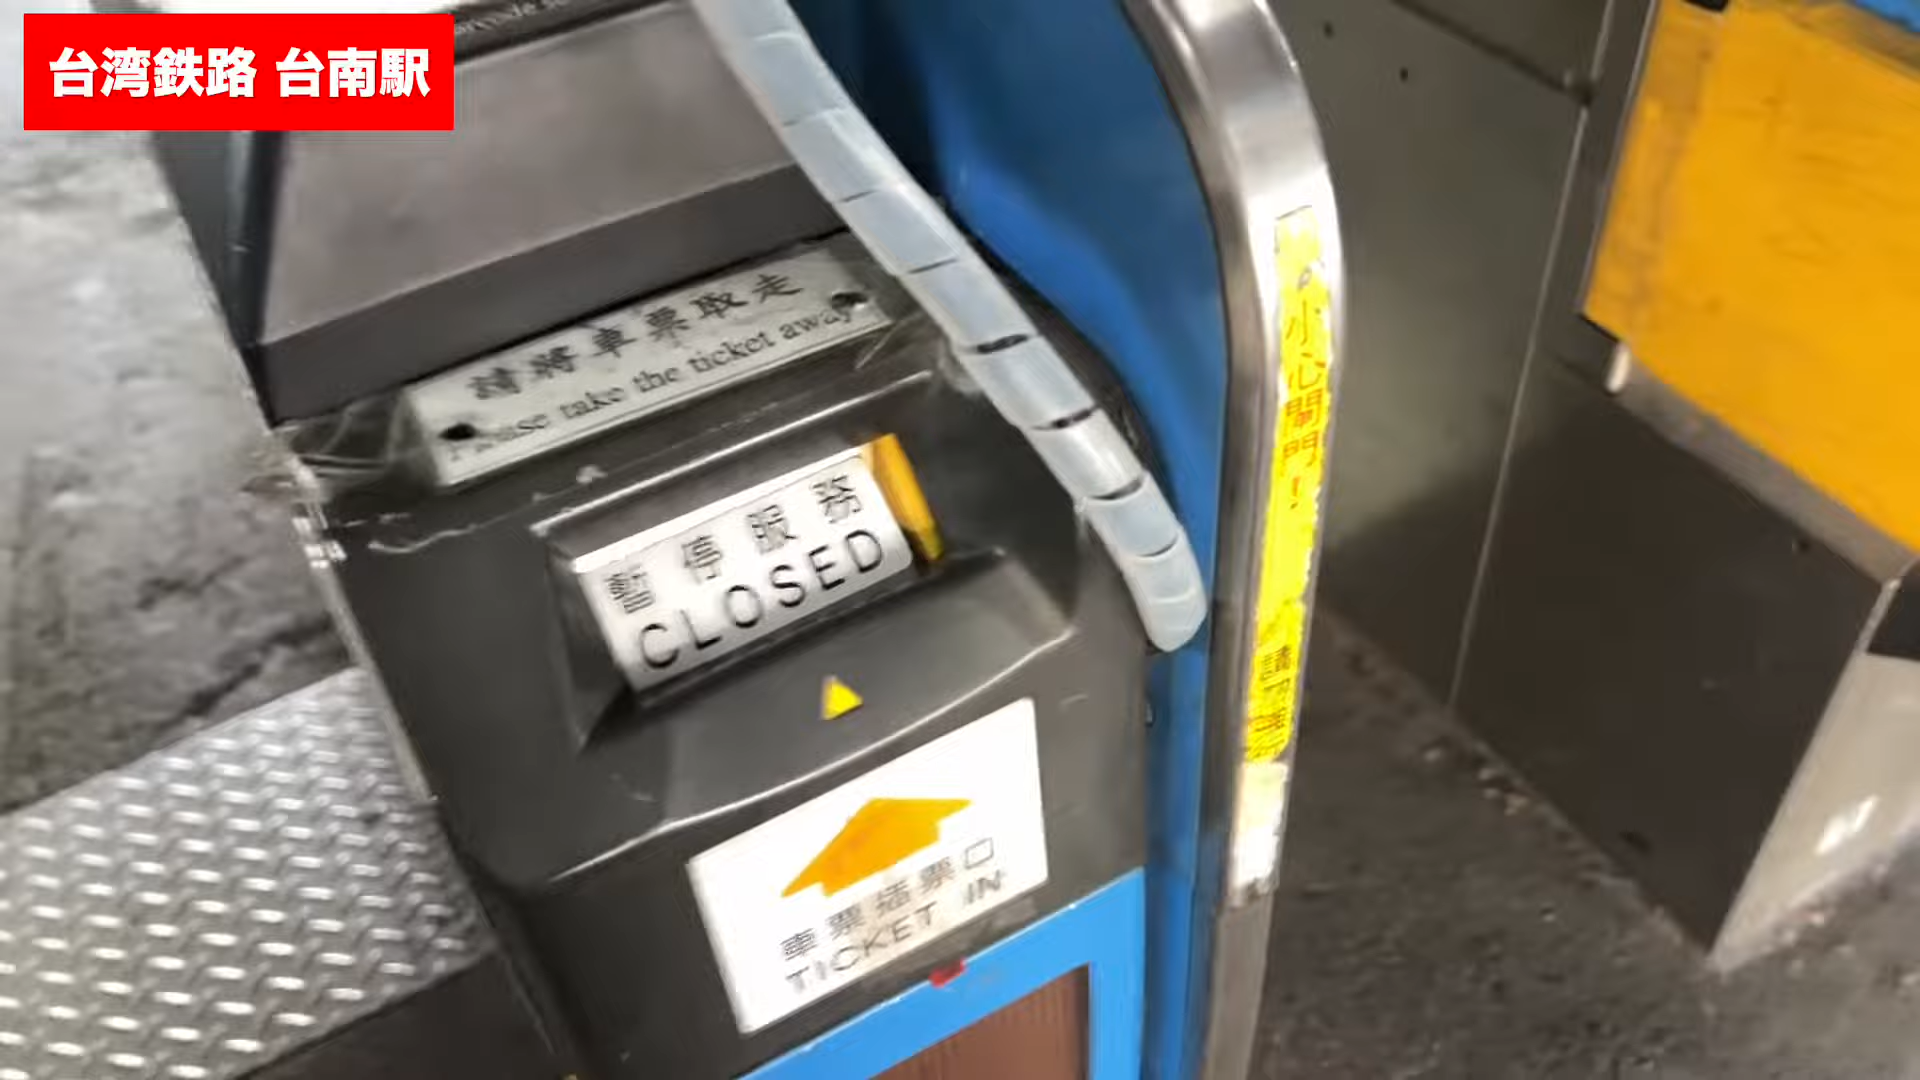 台湾鉄路 台南駅
請將車票取走
Please take the ticket away
暫停服務
CLOSED
車票插票口
TICKET IN
小心閘門！